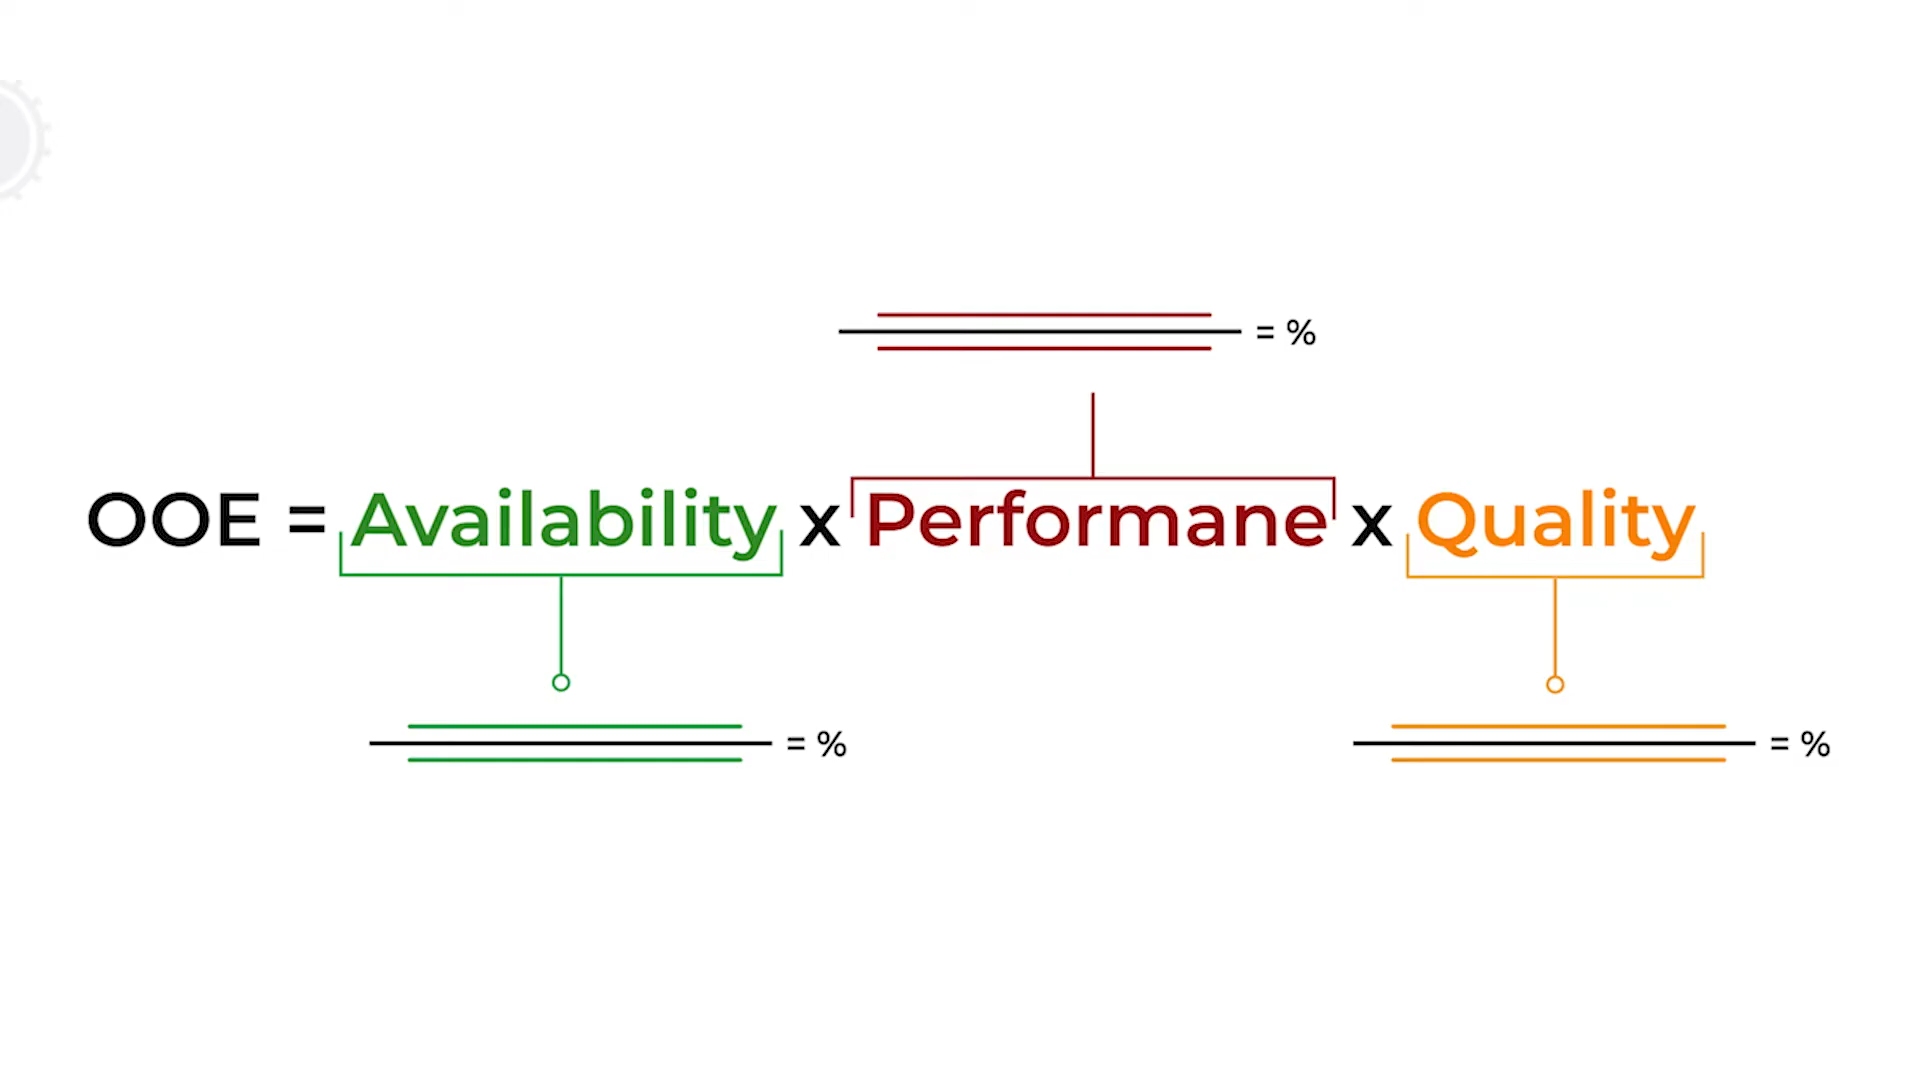 = %
OOE = Availability x Performane x Quality
= %
= %